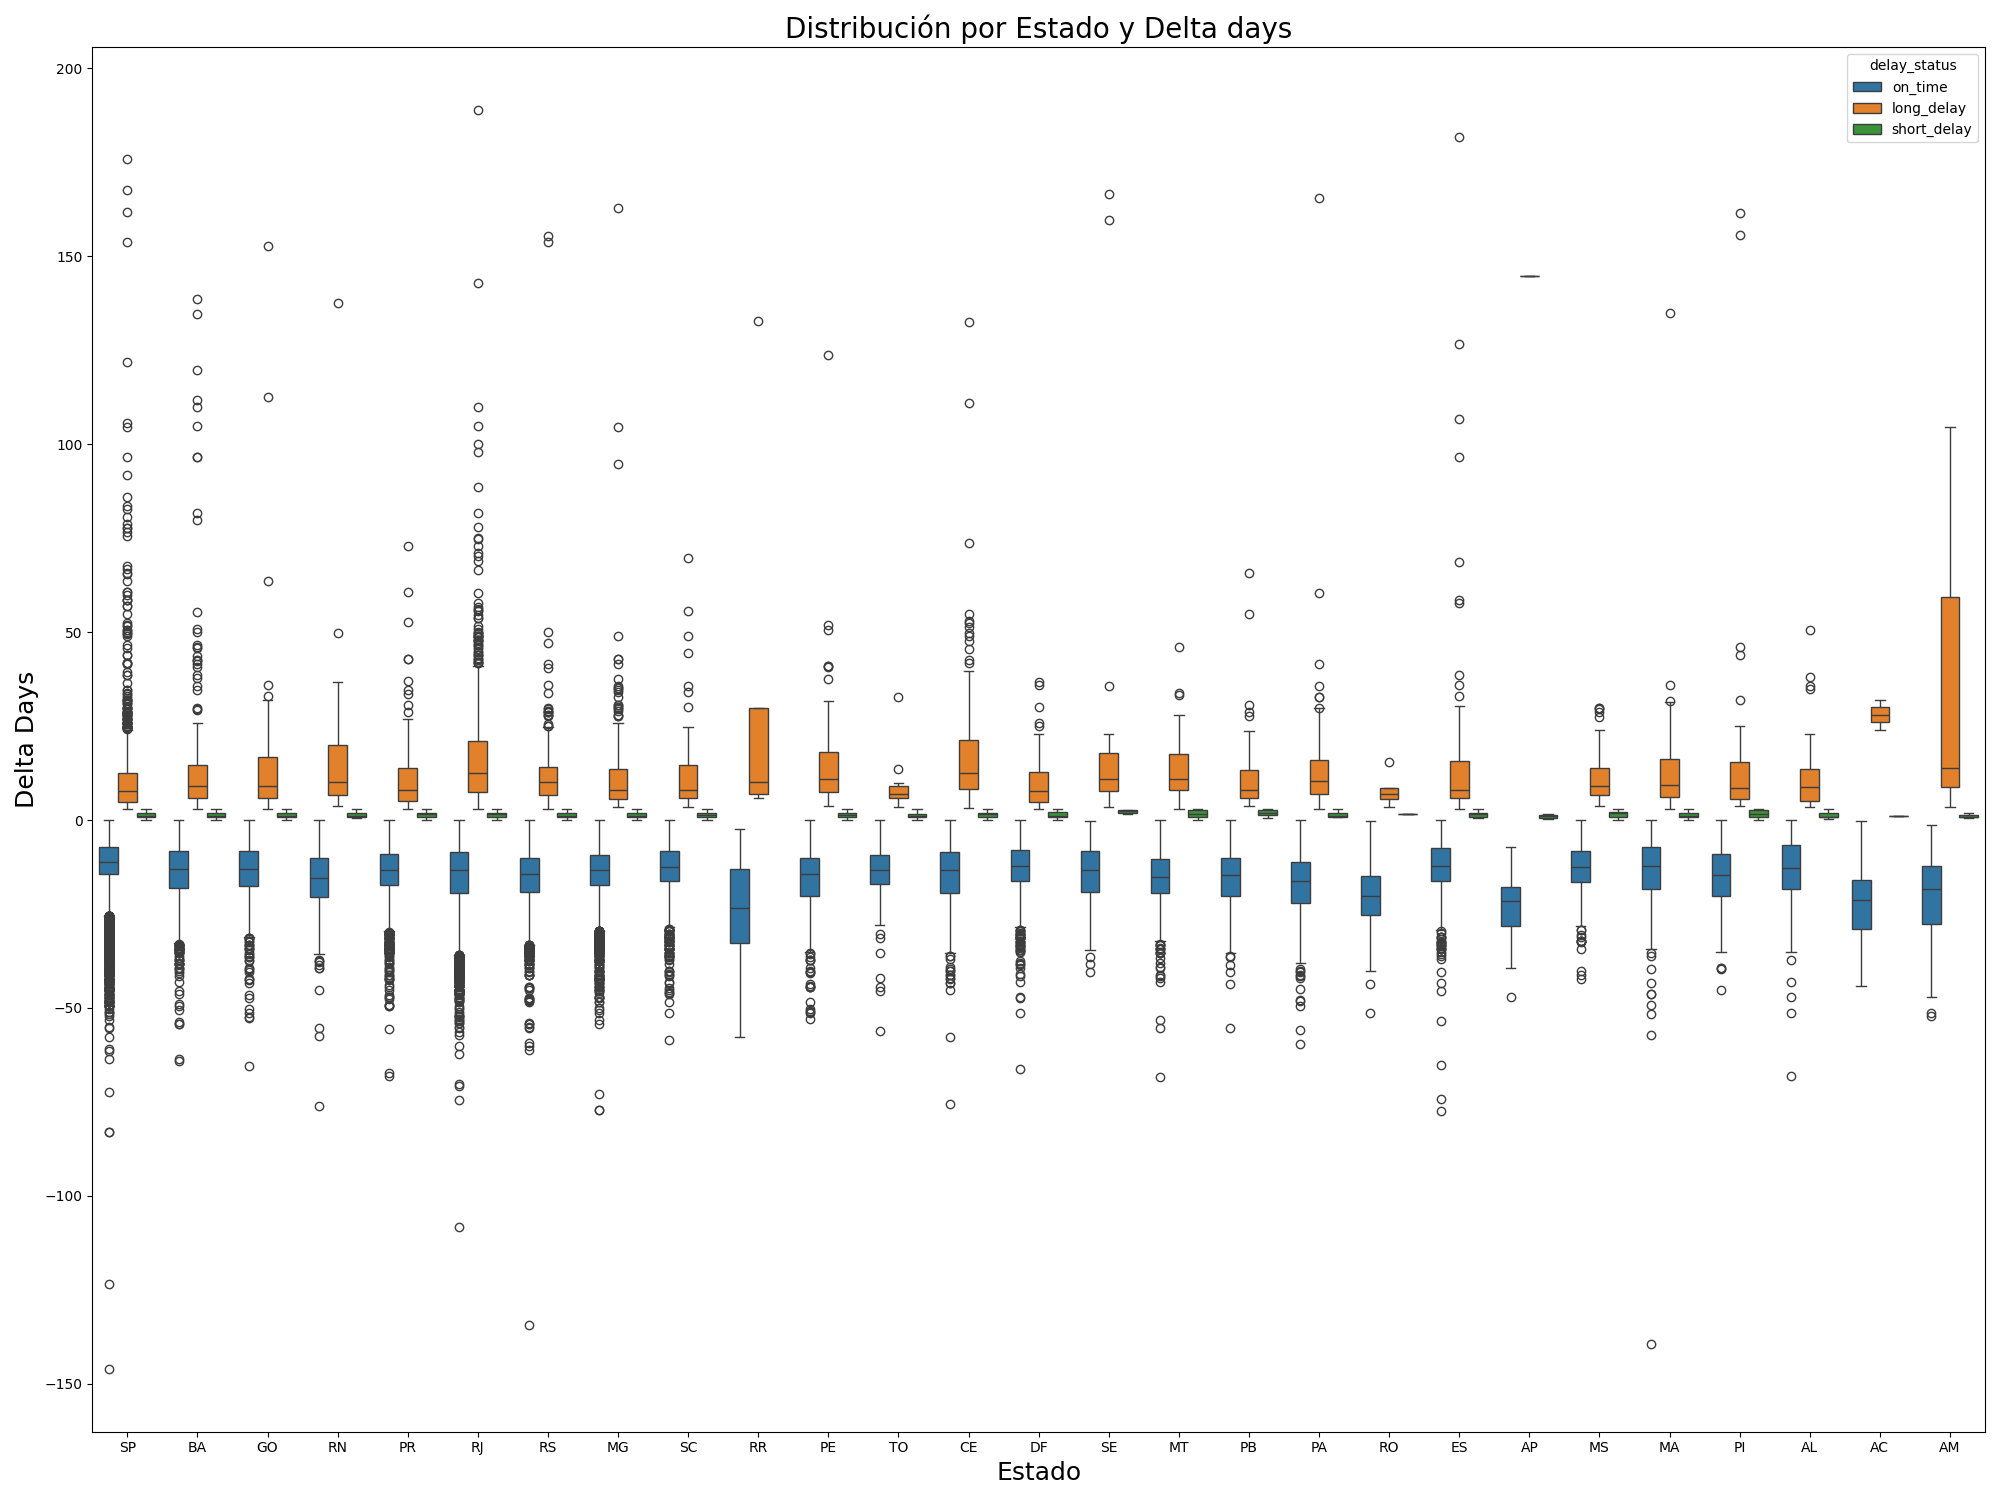 Distribución por Estado y Delta days
delay_status
on_time
long_delay
short_delay
Delta Days
200
150
100
50
0
−50
−100
−150
SP BA GO RN PR RJ RS MG SC RR PE TO CE DF SE MT PB PA RO ES AP MS MA PI AL AC AM
Estado